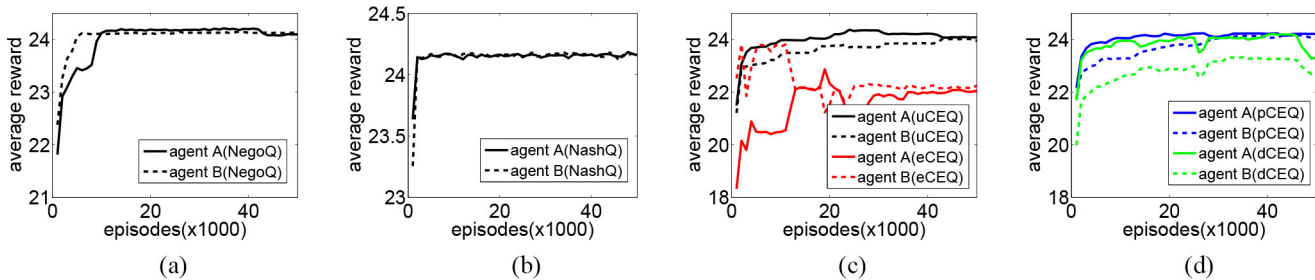 24
23
22
21
average reward
0
20
40
episodes(x1000)
agent A(NegoQ)
agent B(NegoQ)
(a)
24.5
24
23.5
23
average reward
0
20
40
episodes(x1000)
agent A(NashQ)
agent B(NashQ)
(b)
24
22
20
18
average reward
0
20
40
episodes(x1000)
agent A(uCEQ)
agent B(uCEQ)
agent A(eCEQ)
agent B(eCEQ)
(c)
26
24
22
20
18
average reward
0
20
40
episodes(x1000)
agent A(pCEQ)
agent B(pCEQ)
agent A(dCEQ)
agent B(dCEQ)
(d)